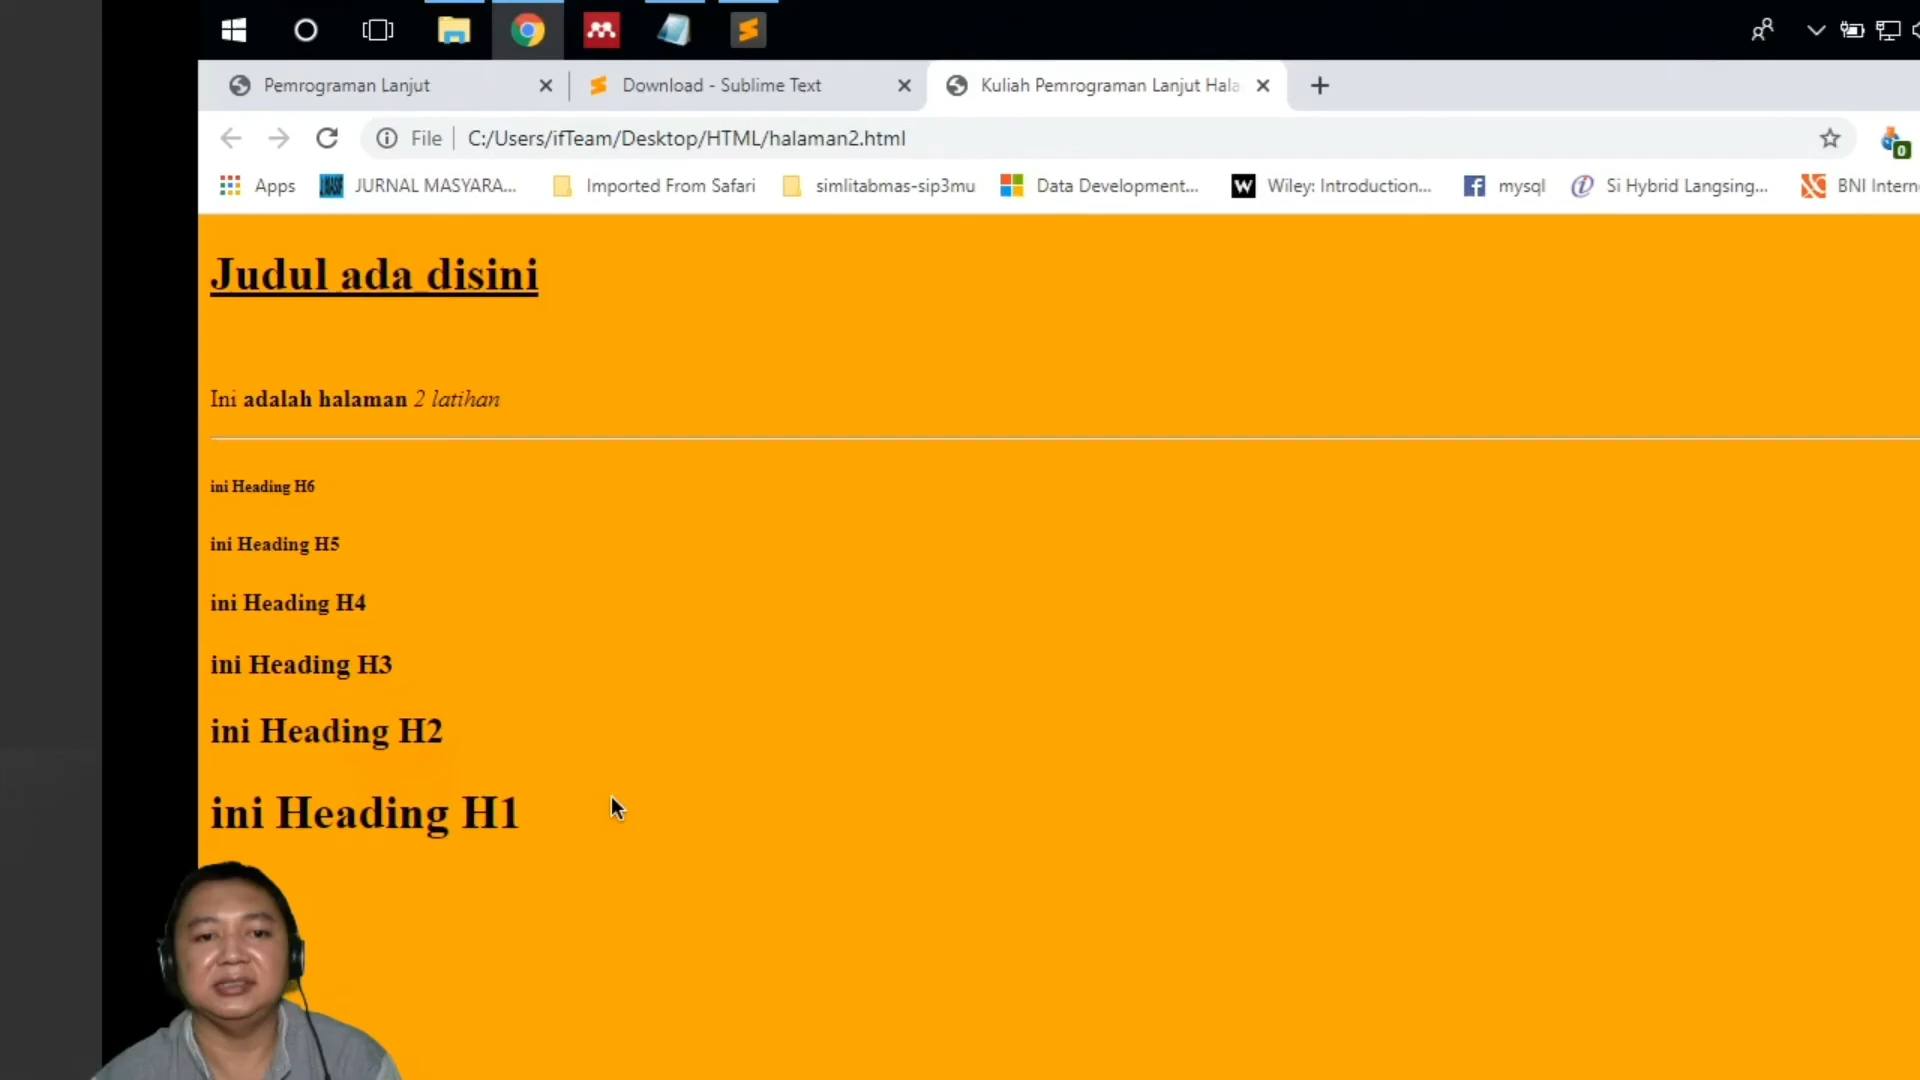 Pemrograman Lanjut
Download - Sublime Text
Kuliah Pemrograman Lanjut Hala
File
C:/Users/ifTeam/Desktop/HTML/halaman2.html
0
Apps
JURNAL MASYARA...
Imported From Safari
simlitabmas-sip3mu
Data Development...
W
Wiley: Introduction...
mysql
Si Hybrid Langsing...
BNI Intern
Judul ada disini
Ini adalah halaman 2 latihan
ini Heading H6
ini Heading H5
ini Heading H4
ini Heading H3
ini Heading H2
ini Heading H1